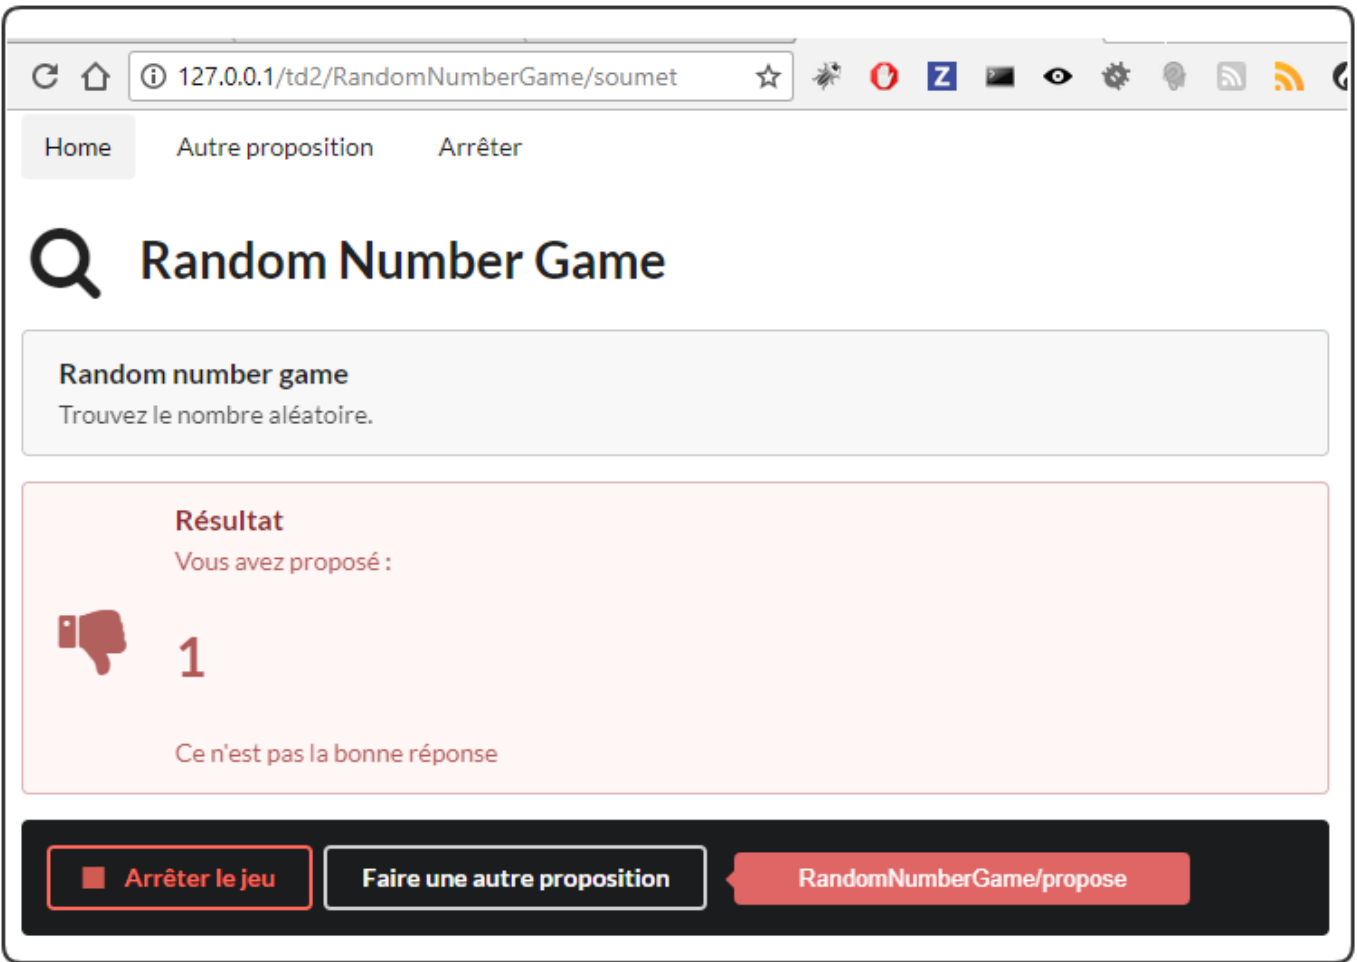 127.0.0.1/td2/RandomNumberGame/soumet
Z
Home Autre proposition Arrêter
Random Number Game
Random number game
Trouvez le nombre aléatoire.
Résultat
Vous avez proposé :
1
Ce n'est pas la bonne réponse
Arrêter le jeu Faire une autre proposition RandomNumberGame/propose